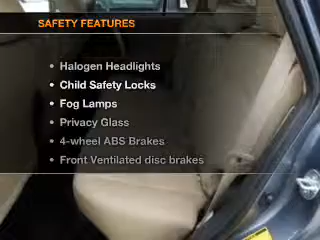 SAFETY FEATURES
• Halogen Headlights
• Child Safety Locks
• Fog Lamps
• Privacy Glass
• 4-wheel ABS Brakes
• Front Ventilated disc brakes